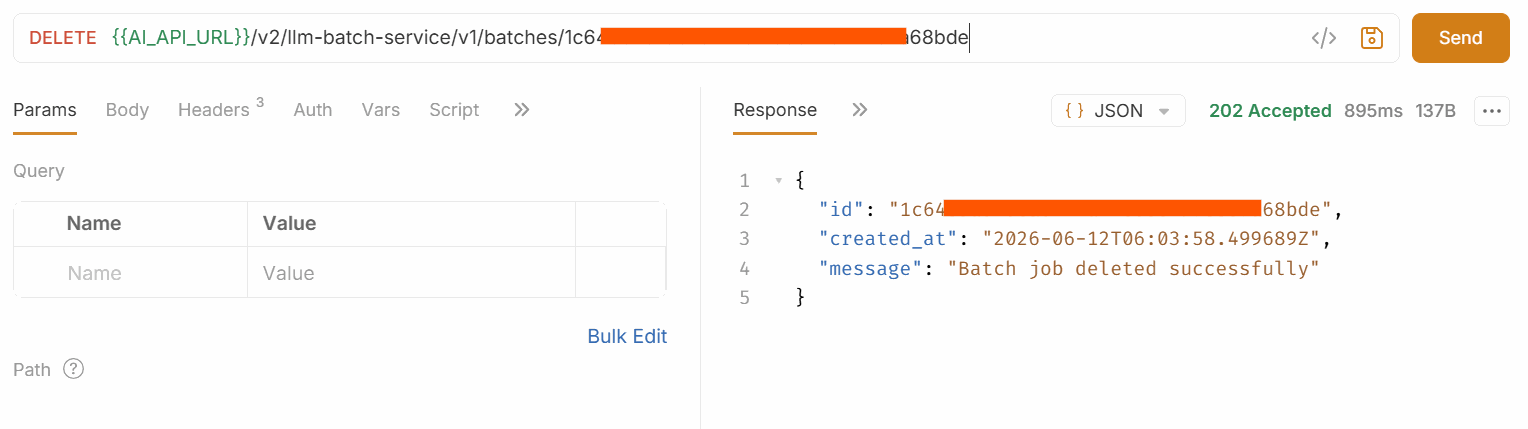 DELETE {{AI_API_URL}}/v2/llm-batch-service/v1/batches/1c64 a68bde
</> Send
Params Body Headers 3 Auth Vars Script >>
Response >> { } JSON 202 Accepted 895ms 137B ...
Query
Name Value
Name Value
Bulk Edit
Path ?
1 {
2 "id": "1c64 68bde",
3 "created_at": "2026-06-12T06:03:58.499689Z",
4 "message": "Batch job deleted successfully"
5 }